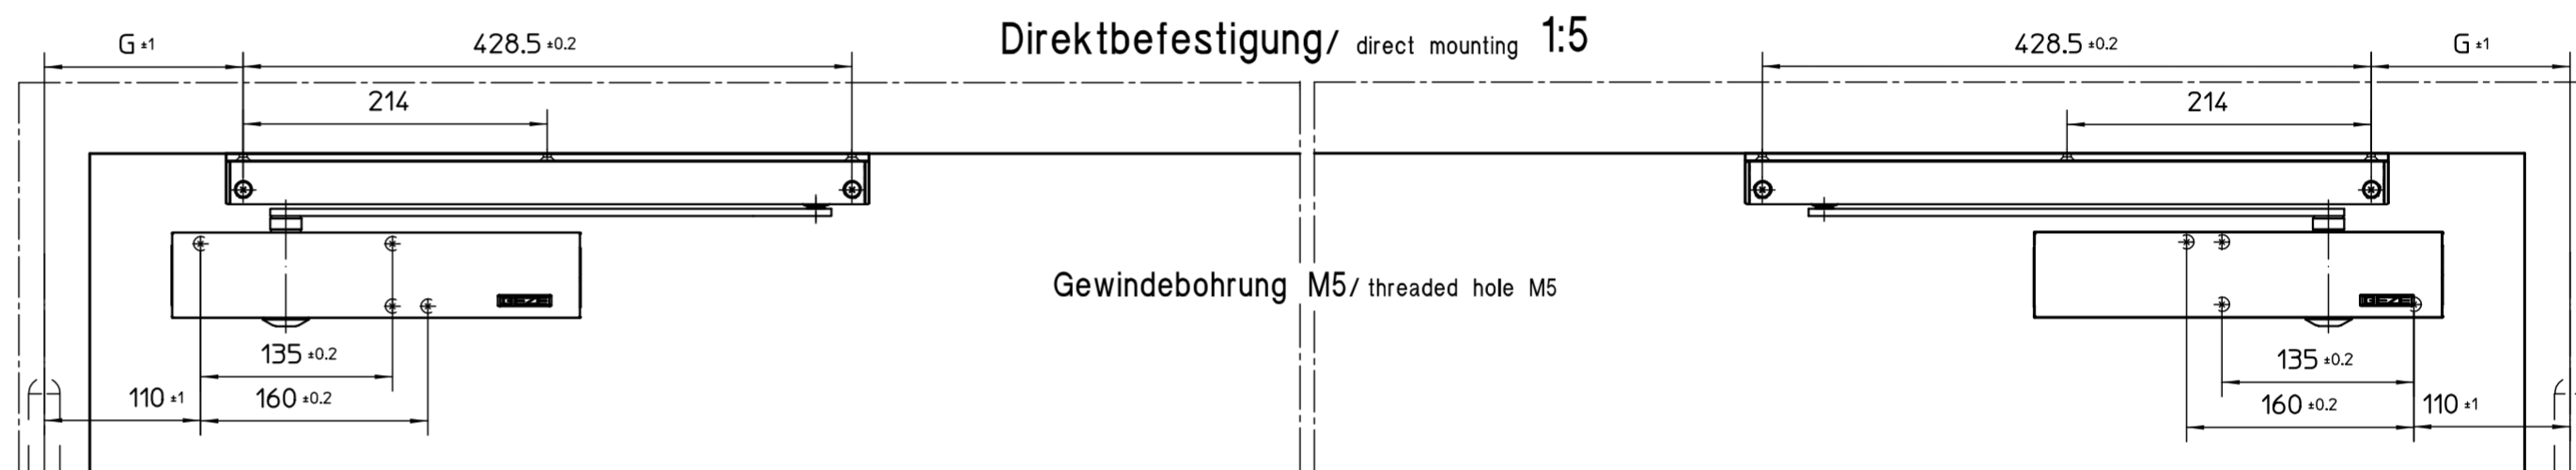 G ±1
428.5 ±0.2
Direktbefestigung/ direct mounting 1:5
428.5 ±0.2
G ±1
214
214
Gewindebohrung M5/ threaded hole M5
GEZE
GEZE
135 ±0.2
135 ±0.2
110 ±1
160 ±0.2
160 ±0.2
110 ±1